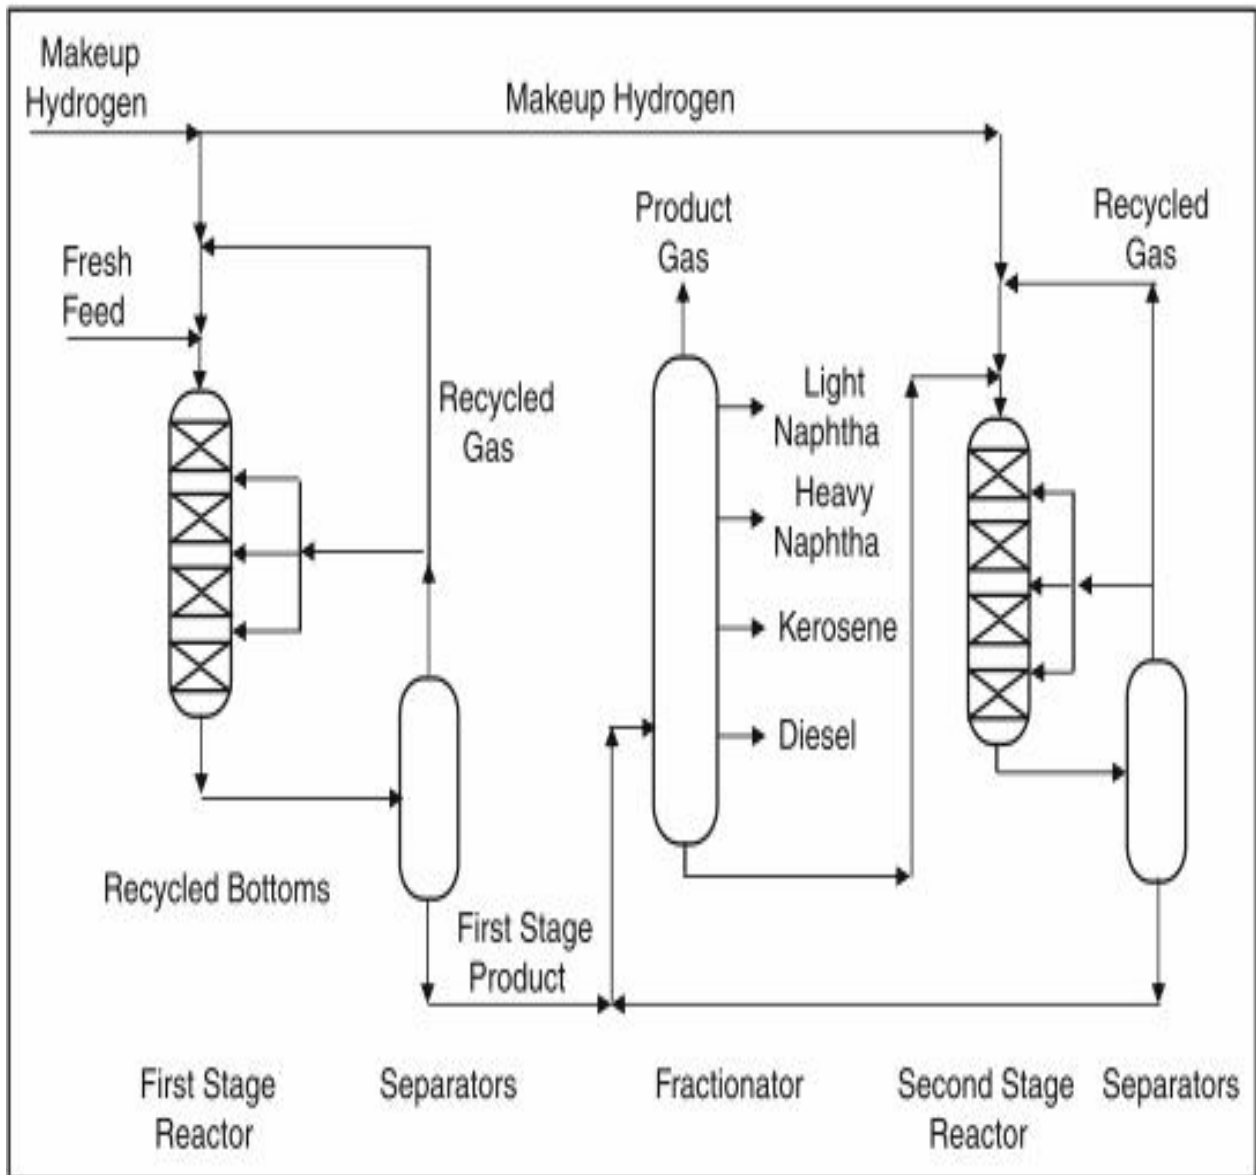 Makeup
Hydrogen
Makeup Hydrogen
Product
Gas
Recycled
Gas
Fresh
Feed
Recycled
Gas
Light
Naphtha
Heavy
Naphtha
Kerosene
Diesel
Recycled Bottoms
First Stage
Product
First Stage
Reactor
Separators
Fractionator
Second Stage
Reactor
Separators